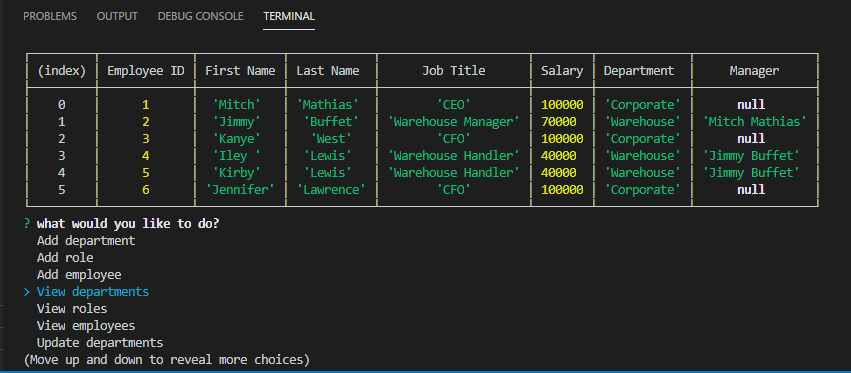 PROBLEMS OUTPUT DEBUG CONSOLE TERMINAL
(index) Employee ID First Name Last Name Job Title Salary Department Manager
0 1 'Mitch' 'Mathias' 'CEO' 100000 'Corporate' null
1 2 'Jimmy' 'Buffet' 'Warehouse Manager' 70000 'Warehouse' 'Mitch Mathias'
2 3 'Kanye' 'West' 'CFO' 100000 'Corporate' null
3 4 'Iley ' 'Lewis' 'Warehouse Handler' 40000 'Warehouse' 'Jimmy Buffet'
4 5 'Kirby' 'Lewis' 'Warehouse Handler' 40000 'Warehouse' 'Jimmy Buffet'
5 6 'Jennifer' 'Lawrence' 'CFO' 100000 'Corporate' null
? what would you like to do?
Add department
Add role
Add employee
> View departments
View roles
View employees
Update departments
(Move up and down to reveal more choices)